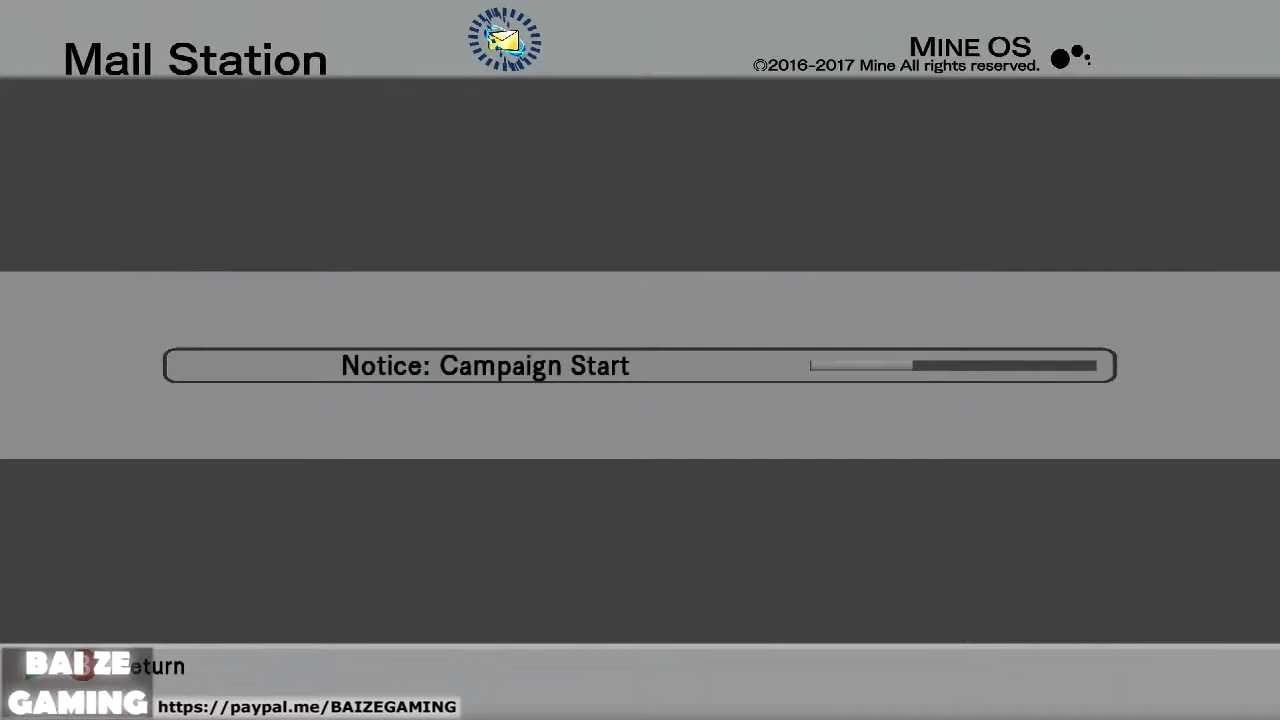 Mail Station
MINE OS
©2016-2017 Mine All rights reserved.
Notice: Campaign Start
BAIZE
GAMING
eturn
https://paypal.me/BAIZEGAMING